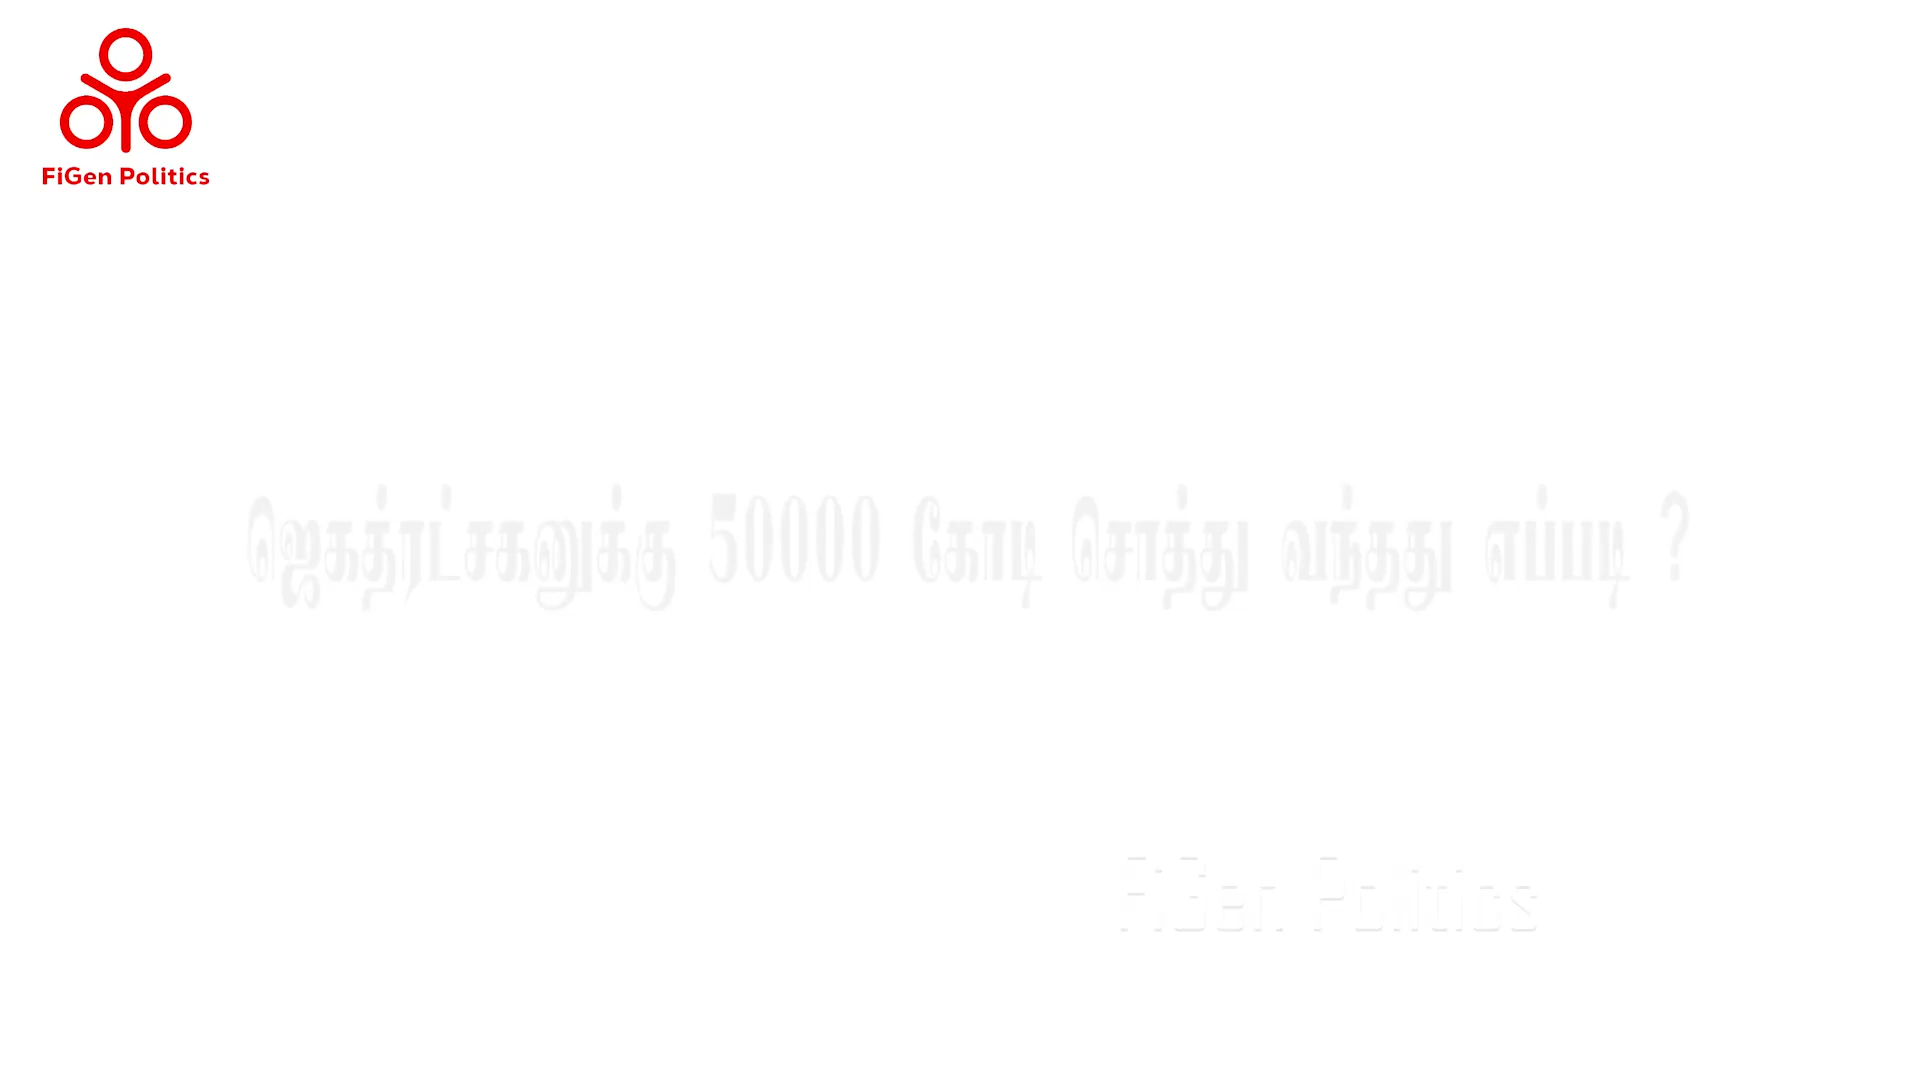 FiGen Politics
ஜெகத்ரட்சகனுக்கு 50000 கோடி சொத்து வந்தது எப்படி ?
FiGen Politics